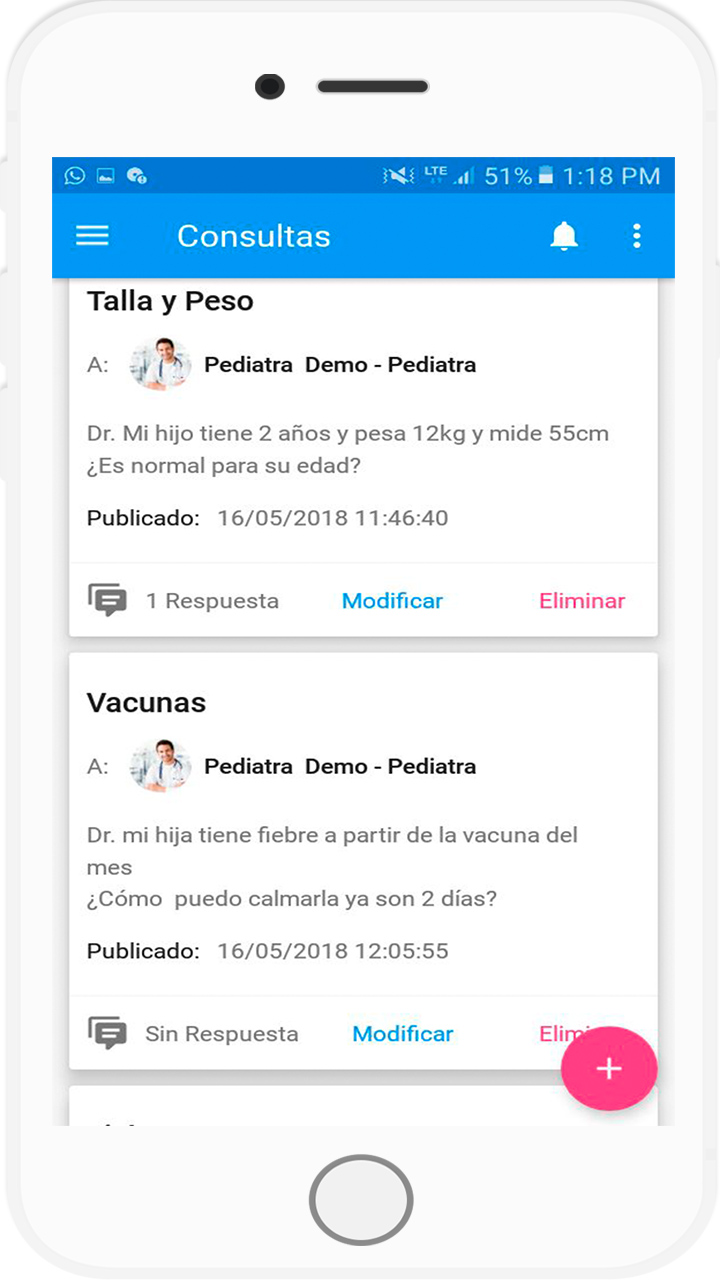 LTE 51% 1:18 PM
Consultas
Talla y Peso
A: Pediatra Demo - Pediatra
Dr. Mi hijo tiene 2 años y pesa 12kg y mide 55cm
¿Es normal para su edad?
Publicado: 16/05/2018 11:46:40
1 Respuesta Modificar Eliminar
Vacunas
A: Pediatra Demo - Pediatra
Dr. mi hija tiene fiebre a partir de la vacuna del
mes
¿Cómo puedo calmarla ya son 2 días?
Publicado: 16/05/2018 12:05:55
Sin Respuesta Modificar